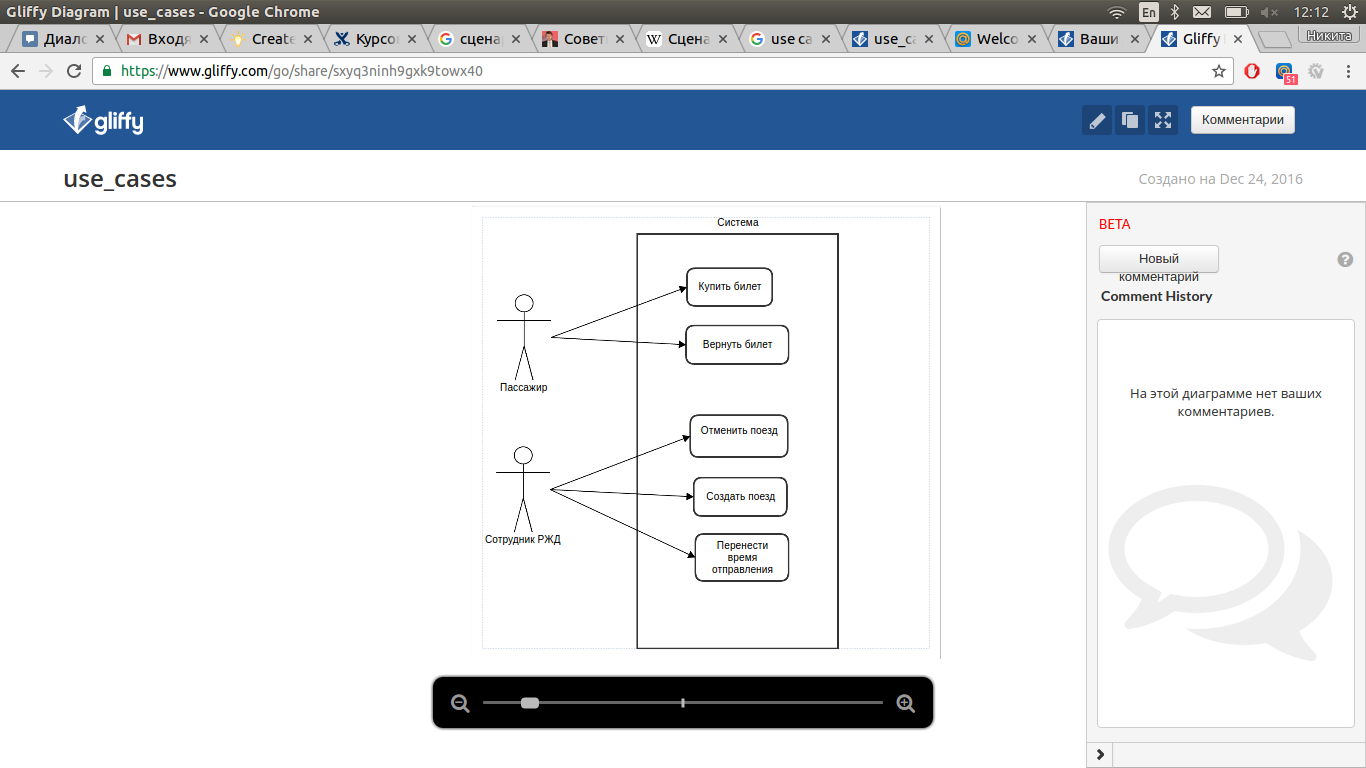 Gliffy Diagram | use_cases - Google Chrome
En
12:12
Диало
Входя
Create
Курсо
сцена
Совет
Сцена
use ca
use_ca
Welco
Ваши
Gliffy
Никита
https://www.gliffy.com/go/share/sxyq3ninh9gxk9towx40
51
gliffy
Комментарии
use_cases
Создано на Dec 24, 2016
Система
Купить билет
Вернуть билет
Пассажир
Отменить поезд
Создать поезд
Перенести
время
отправления
Сотрудник РЖД
BETA
Новый
комментарий
?
Comment History
На этой диаграмме нет ваших
комментариев.